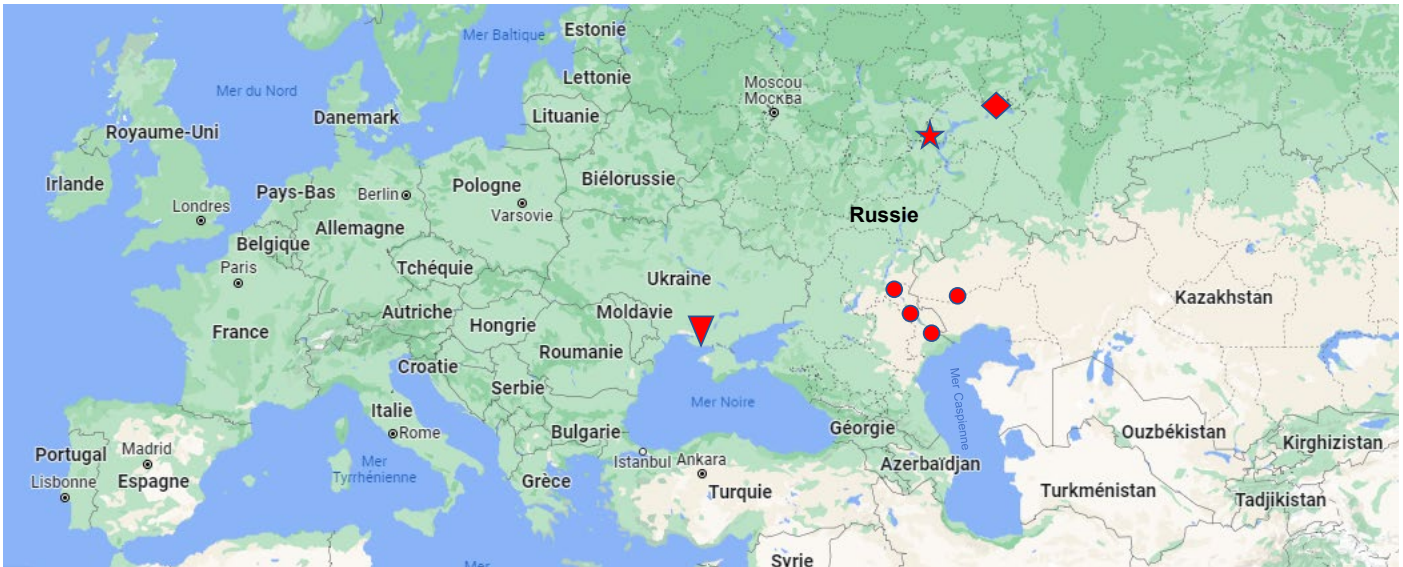 Estonie
Mer Baltique
Lettonie
Moscou
Москва
Mer du Nord
Danemark
Lituanie
Royaume-Uni
Irlande
Pays-Bas
Berlin
Pologne
Biélorussie
Londres
Varsovie
Russie
Allemagne
Belgique
Paris
Tchéquie
Ukraine
Kazakhstan
Autriche
Moldavie
Hongrie
France
Roumanie
Croatie
Serbie
Mer Caspienne
Mer Noire
Italie
Géorgie
Bulgarie
Rome
Ouzbékistan
Kirghizistan
Portugal
Madrid
Istanbul
Ankara
Azerbaïdjan
Mer
Tyrrhénienne
Lisbonne
Espagne
Grèce
Turquie
Turkménistan
Tadjikistan
Syrie
Mer